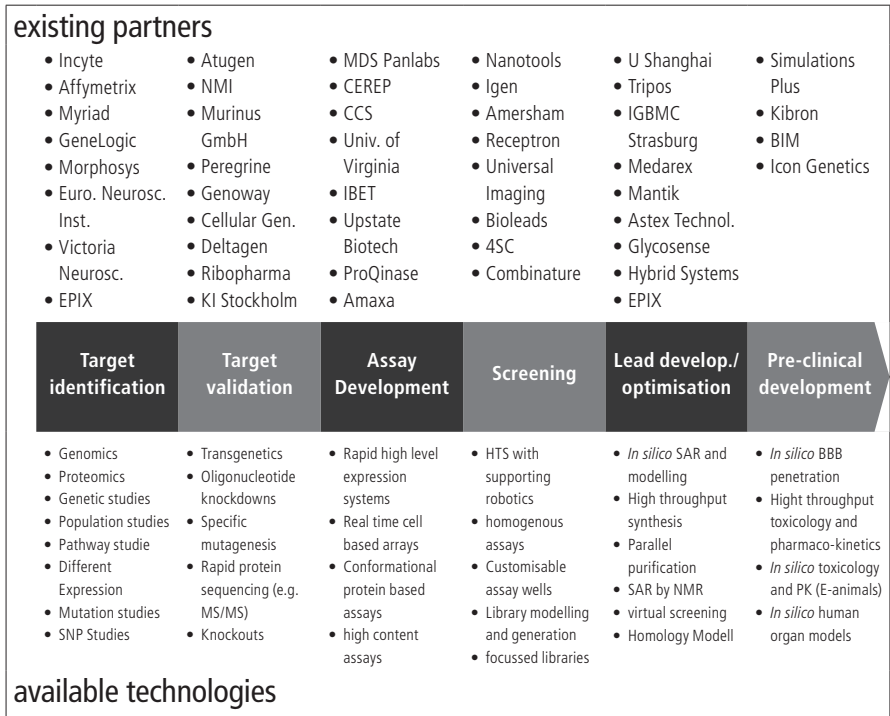 existing partners
• Incyte
• Affymetrix
• Myriad
• GeneLogic
• Morphosys
• Euro. Neurosc.
Inst.
• Victoria
Neurosc.
• EPIX
• Atugen
• NMI
• Murinus
GmbH
• Peregrine
• Genoway
• Cellular Gen.
• Deltagen
• Ribopharma
• KI Stockholm
• MDS Panlabs
• CEREP
• CCS
• Univ. of
Virginia
• IBET
• Upstate
Biotech
• ProQinase
• Amaxa
• Nanotools
• Igen
• Amersham
• Receptron
• Universal
Imaging
• Bioleads
• 4SC
• Combinature
• U Shanghai
• Tripos
• IGBMC
Strasburg
• Medarex
• Mantik
• Astex Technol.
• Glycosense
• Hybrid Systems
• EPIX
• Simulations
Plus
• Kibron
• BIM
• Icon Genetics
Target
identification
Target
validation
Assay
Development
Screening
Lead develop./
optimisation
Pre-clinical
development
• Genomics
• Proteomics
• Genetic studies
• Population studies
• Pathway studie
• Different
Expression
• Mutation studies
• SNP Studies
• Transgenetics
• Oligonucleotide
knockdowns
• Specific
mutagenesis
• Rapid protein
sequencing (e.g.
MS/MS)
• Knockouts
• Rapid high level
expression
systems
• Real time cell
based arrays
• Conformational
protein based
assays
• high content
assays
• HTS with
supporting
robotics
• homogenous
assays
• Customisable
assay wells
• Library modelling
and generation
• focussed libraries
• In silico SAR and
modelling
• High throughput
synthesis
• Parallel
purification
• SAR by NMR
• virtual screening
• Homology Modell
• In silico BBB
penetration
• Hight throughput
toxicology and
pharmaco-kinetics
• In silico toxicology
and PK (E-animals)
• In silico human
organ models
available technologies